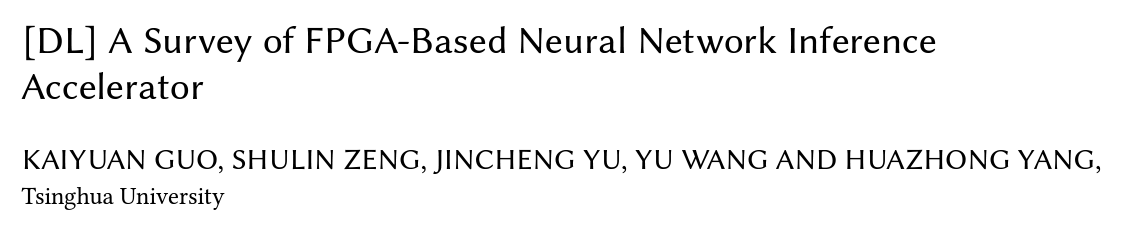 [DL] A Survey of FPGA-Based Neural Network Inference
Accelerator
KAIYUAN GUO, SHULIN ZENG, JINCHENG YU, YU WANG AND HUAZHONG YANG,
Tsinghua University